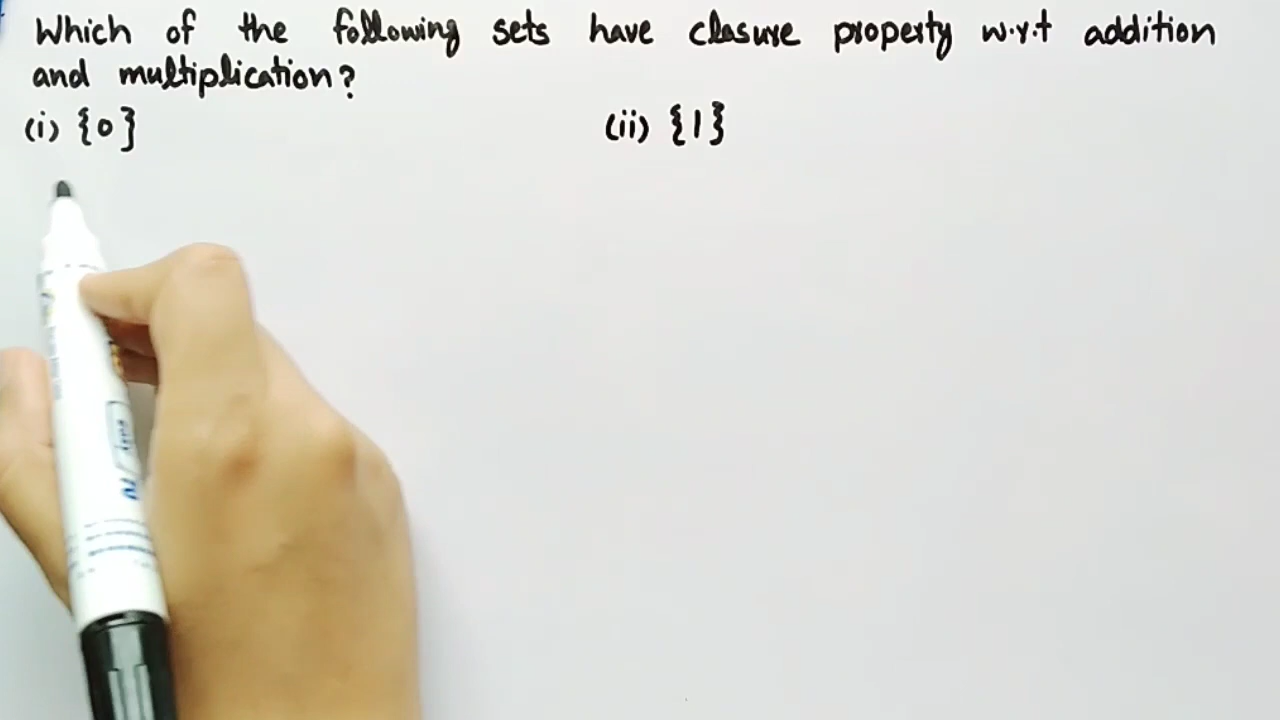 Which of the following sets have closure property w.r.t addition
and multiplication?
(i) {0} (ii) {1}